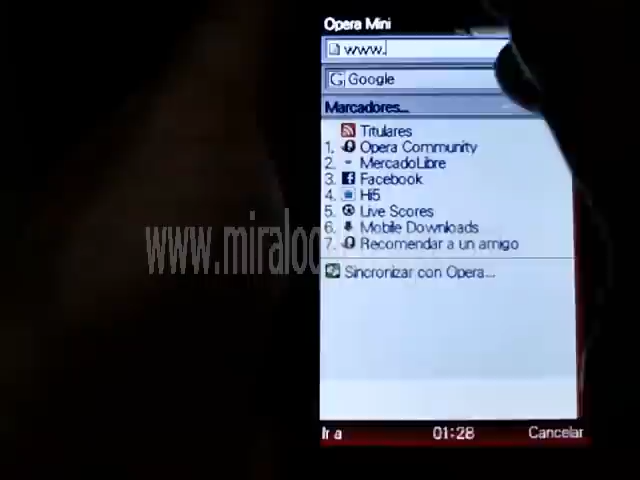 Opera Mini
www.
Google
Marcadores...
Titulares
1. Opera Community
2. MercadoLibre
3. Facebook
4. Hi5
5. Live Scores
6. Mobile Downloads
7. Recomendar a un amigo
Sincronizar con Opera...
Ir a 01:28 Cancelar